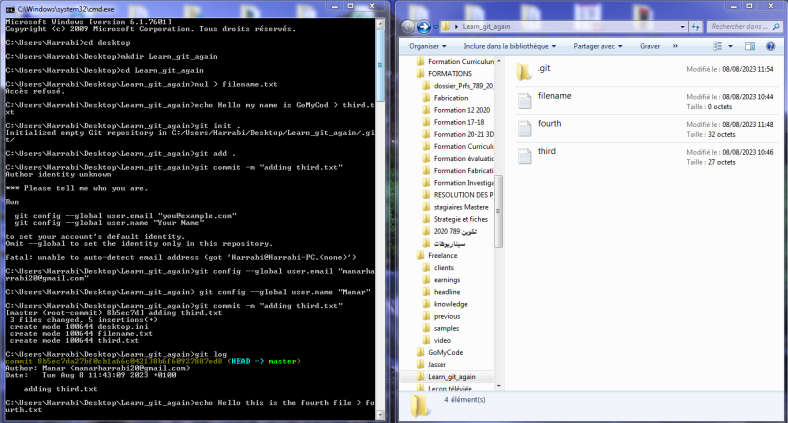 C:\Windows\system32\cmd.exe
Microsoft Windows [version 6.1.7601]
Copyright (c) 2009 Microsoft Corporation. Tous droits réservés.
C:\Users\Harrabi>cd desktop
C:\Users\Harrabi\Desktop>mkdir Learn_git_again
C:\Users\Harrabi\Desktop>cd Learn_git_again
C:\Users\Harrabi\Desktop\Learn_git_again>nul > filename.txt
Accès refusé.
C:\Users\Harrabi\Desktop\Learn_git_again>echo Hello my name is GoMyCod > third.t
xt
C:\Users\Harrabi\Desktop\Learn_git_again>git init .
Initialized empty Git repository in C:/Users/Harrabi/Desktop/Learn_git_again/.gi
t/
C:\Users\Harrabi\Desktop\Learn_git_again>git add .
C:\Users\Harrabi\Desktop\Learn_git_again>git commit -m "adding third.txt"
Author identity unknown
*** Please tell me who you are.
Run
git config --global user.email "you@example.com"
git config --global user.name "Your Name"
to set your account's default identity.
Omit --global to set the identity only in this repository.
fatal: unable to auto-detect email address (got 'Harrabi@Harrabi-PC.(none)')
C:\Users\Harrabi\Desktop\Learn_git_again>git config --global user.email "manarha
rrabi20@gmail.com"
C:\Users\Harrabi\Desktop\Learn_git_again> git config --global user.name "Manar"
C:\Users\Harrabi\Desktop\Learn_git_again>git commit -m "adding third.txt"
[master (root-commit) 8b5ec7d] adding third.txt
3 files changed, 5 insertions(+)
create mode 100644 desktop.ini
create mode 100644 filename.txt
create mode 100644 third.txt
C:\Users\Harrabi\Desktop\Learn_git_again>git log
commit (HEAD -> master)
Author: Manar <manarharrabi20@gmail.com>
Date: Tue Aug 8 11:43:09 2023 +0100
adding third.txt
C:\Users\Harrabi\Desktop\Learn_git_again>echo Hello this is the fourth file > fo
urth.txt
Learn_git_again
Rechercher dans :
Organiser
Inclure dans la bibliothèque
Partager avec
Graver
»
Formation Curriculum
FORMATIONS
dossier_Prfs_789_20
Fabrication
Formation 12 2020
Formation 17-18
Formation 20-21 3D
Formation Curriculu
Formation évaluatio
Formation Fabricati
Formation Investiga
RESOLUTION DES P
stagiaires Mastere
Strategie et fiches
تكوين 789 2020
سيناريوهات
Freelance
clients
earnings
headline
knowledge
previous
samples
video
GoMyCode
Jasser
Learn_git_again
Leçon téléviée
.git
Modifié le : 08/08/2023 11:54
filename
Modifié le : 08/08/2023 10:44
Taille : 0 octets
fourth
Modifié le : 08/08/2023 11:48
Taille : 32 octets
third
Modifié le : 08/08/2023 10:46
Taille : 27 octets
4 élément(s)